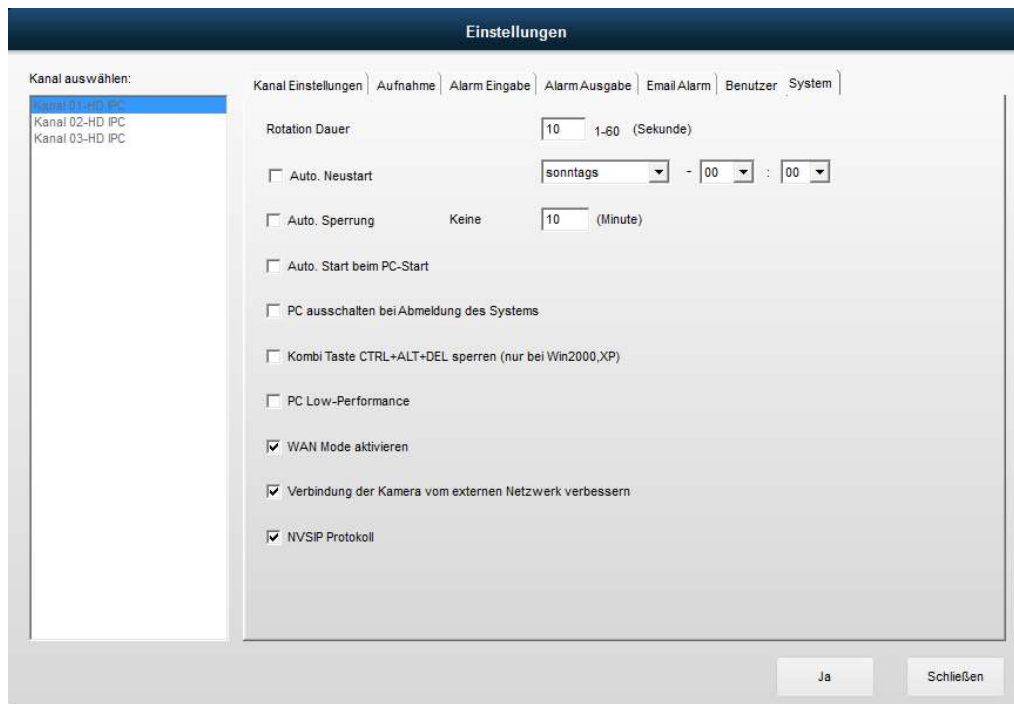 Einstellungen
Kanal auswählen:
Kanal 01-HD IPC
Kanal 02-HD IPC
Kanal 03-HD IPC
Kanal Einstellungen Aufnahme Alarm Eingabe Alarm Ausgabe Email Alarm Benutzer System
Rotation Dauer 10 1-60 (Sekunde)
Auto. Neustart sonntags - 00 : 00
Auto. Sperrung Keine 10 (Minute)
Auto. Start beim PC-Start
PC ausschalten bei Abmeldung des Systems
Kombi Taste CTRL+ALT+DEL sperren (nur bei Win2000,XP)
PC Low-Performance
WAN Mode aktivieren
Verbindung der Kamera vom externen Netzwerk verbessern
NVSIP Protokoll
Ja Schließen